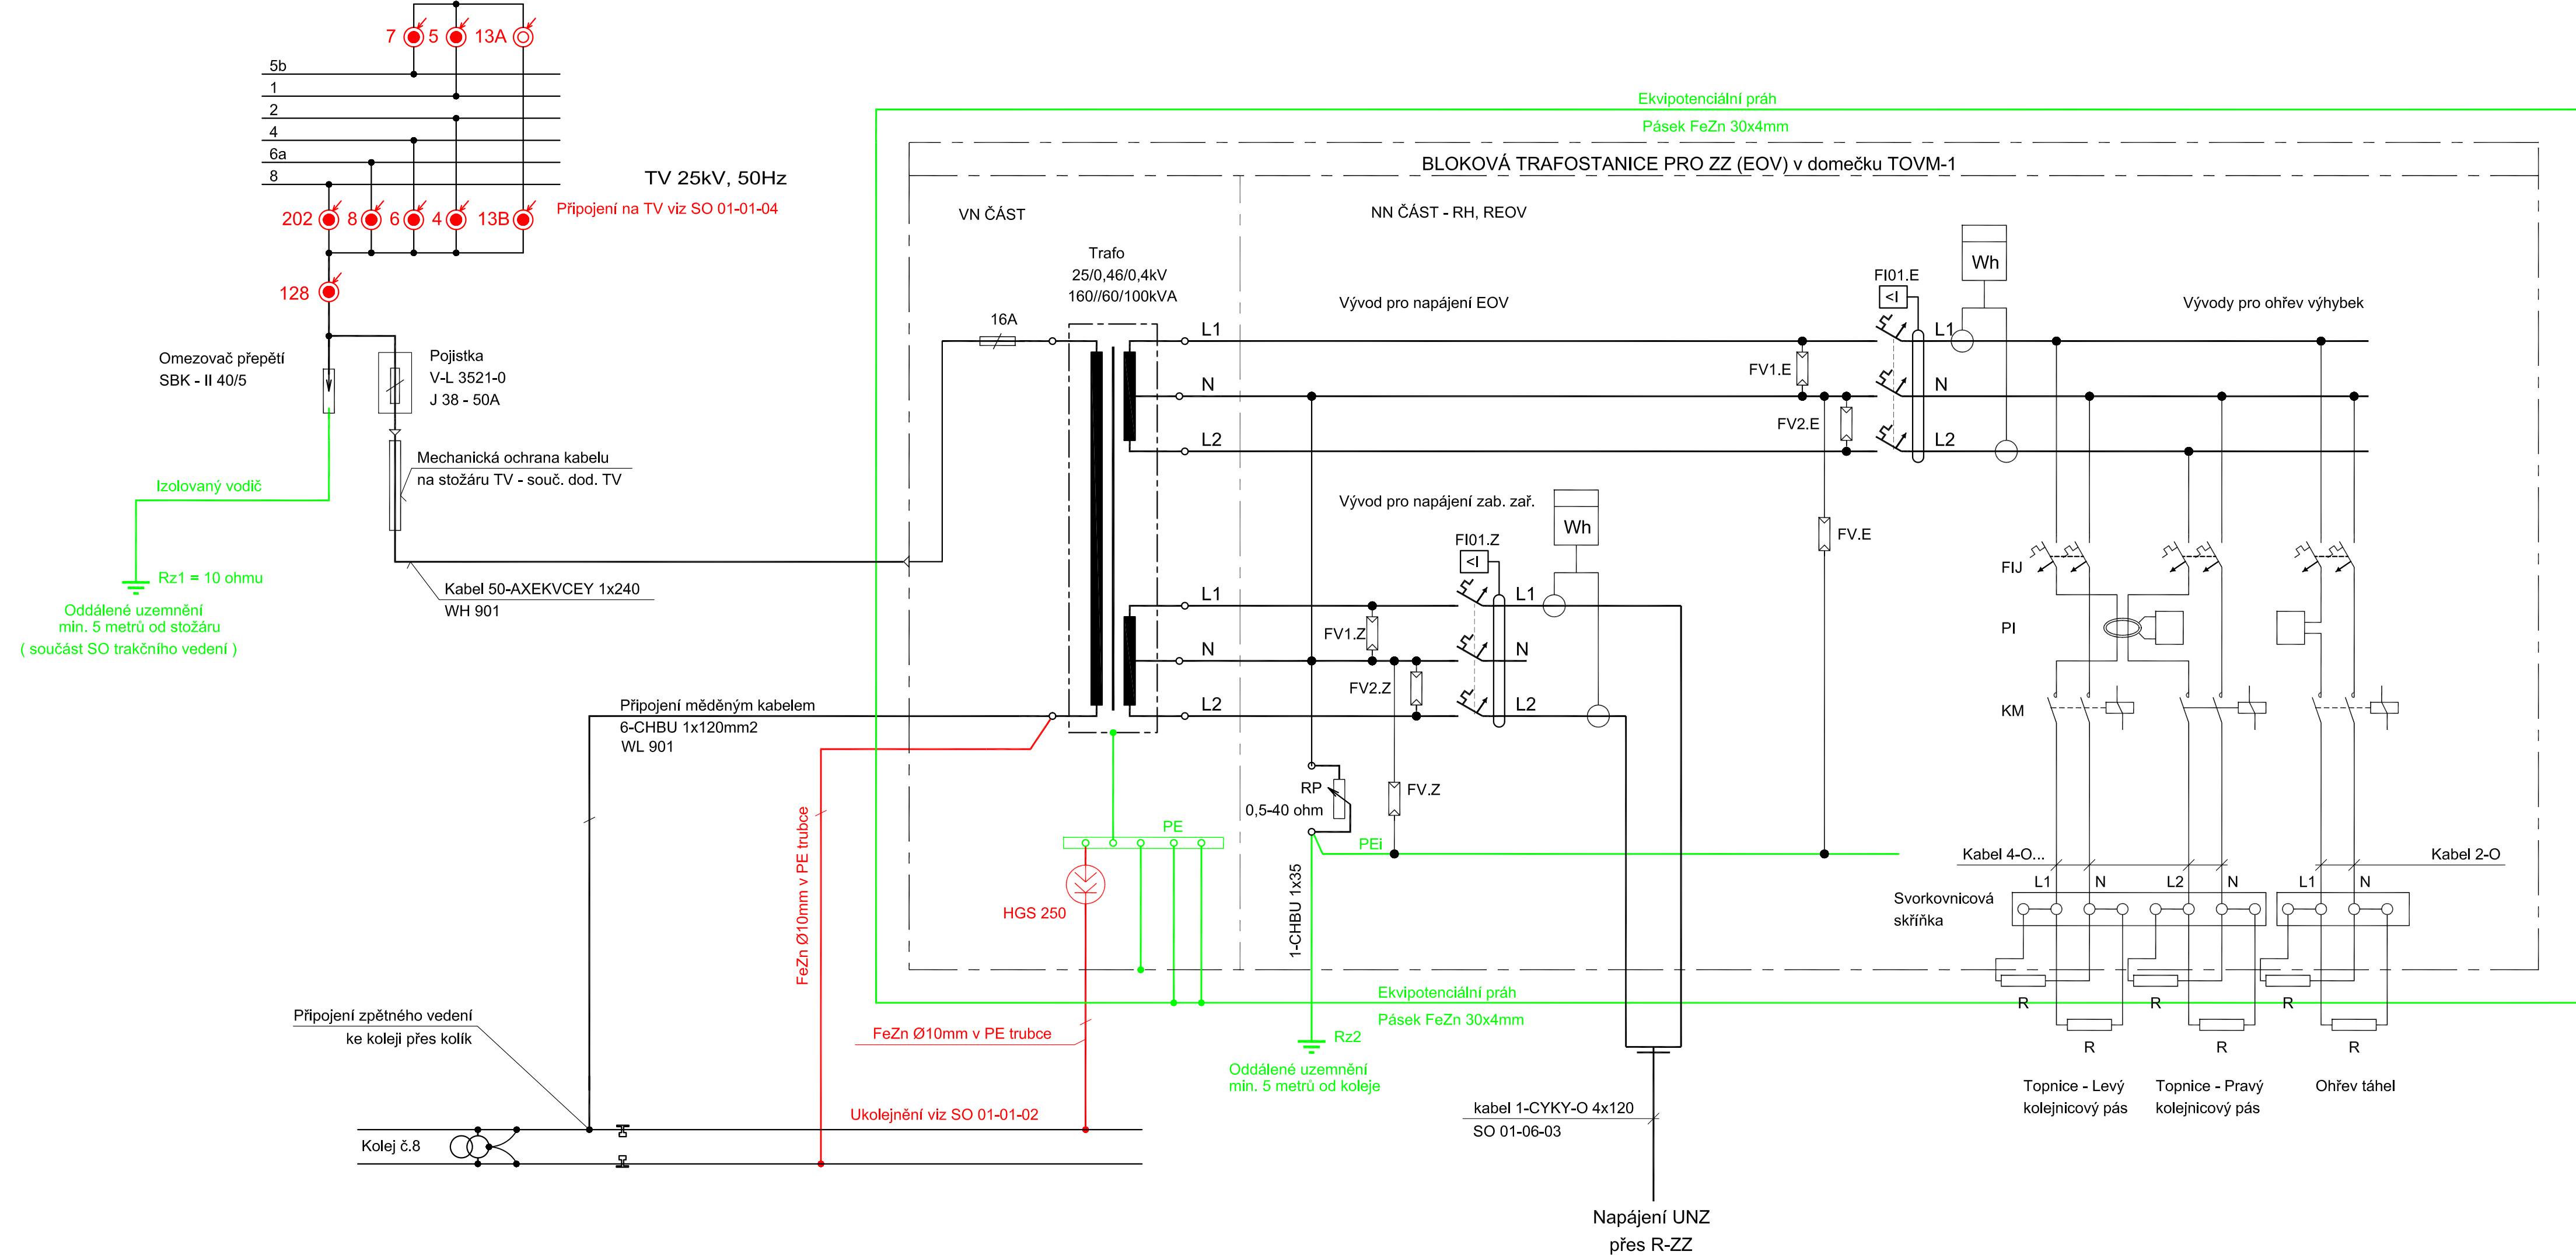 7 5 13A
5b
1
2
4
6a
8
TV 25kV, 50Hz
Připojení na TV viz SO 01-01-04
202 8 6 4 13B
128
Omezovač přepětí
SBK - II 40/5
Pojistka
V-L 3521-0
J 38 - 50A
Mechanická ochrana kabelu
na stožáru TV - souč. dod. TV
Izolovaný vodič
Rz1 = 10 ohmu
Oddálené uzemnění
min. 5 metrů od stožáru
( součást SO trakčního vedení )
Kabel 50-AXEKVCEY 1x240
WH 901
Připojení měděným kabelem
6-CHBU 1x120mm2
WL 901
Připojení zpětného vedení
ke koleji přes kolík
Kolej č.8
FeZn Ø10mm v PE trubce
FeZn Ø10mm v PE trubce
Ukolejnění viz SO 01-01-02
Ekvipotenciální práh
Pásek FeZn 30x4mm
BLOKOVÁ TRAFOSTANICE PRO ZZ (EOV) v domečku TOVM-1
VN ČÁST
NN ČÁST - RH, REOV
Trafo
25/0,46/0,4kV
160//60/100kVA
16A
L1
N
L2
Vývod pro napájení EOV
FV1.E
FV2.E
FV.E
FI01.E
<I
Wh
L1
N
L2
Vývody pro ohřev výhybek
Vývod pro napájení zab. zař.
L1
N
L2
FV1.Z
FV2.Z
FV.Z
FI01.Z
<I
Wh
L1
N
L2
RP
0,5-40 ohm
PE
PEi
HGS 250
1-CHBU 1x35
Ekvipotenciální práh
Pásek FeZn 30x4mm
Rz2
Oddálené uzemnění
min. 5 metrů od koleje
kabel 1-CYKY-O 4x120
SO 01-06-03
Napájení UNZ
přes R-ZZ
FIJ
PI
KM
Kabel 4-O...
Kabel 2-O
L1 N L2 N L1 N
Svorkovnicová
skříňka
R R R
R R R
Topnice - Levý
kolejnicový pás
Topnice - Pravý
kolejnicový pás
Ohřev táhel